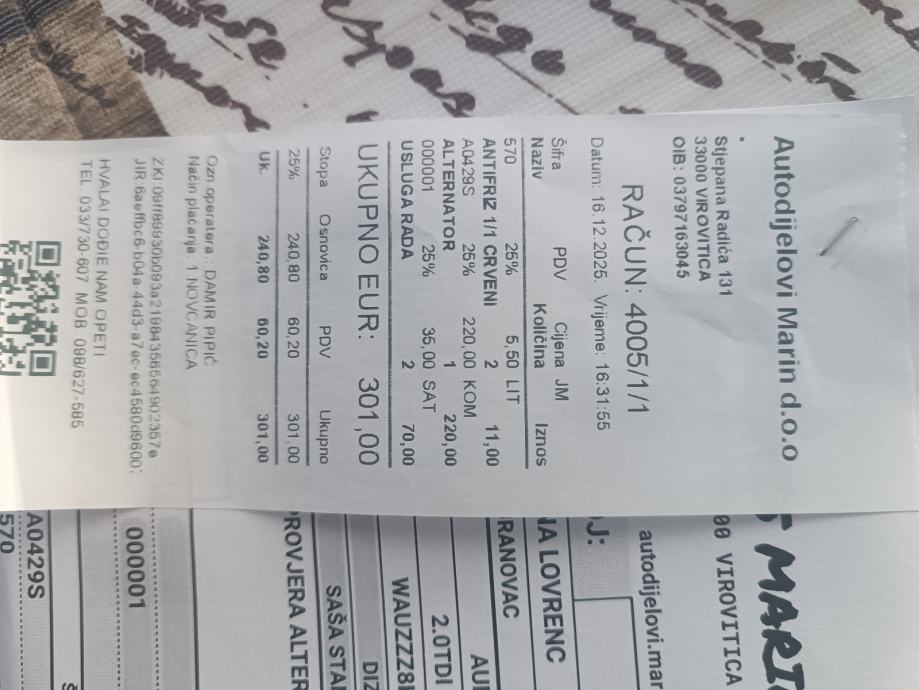 Autodijelovi Marin d.o.o
Stjepana Radića 131
33000 VIROVITICA
OIB: 03797163045
RAČUN: 4005/1/1
Datum: 16.12.2025. Vrijeme: 16:31:55
Šifra PDV Cijena JM
Naziv Količina Iznos
570 25% 5,50 LIT
ANTIFRIZ 1/1 CRVENI 2 11,00
A0429S 25% 220,00 KOM
ALTERNATOR 1 220,00
000001 25% 35,00 SAT
USLUGA RADA 2 70,00
UKUPNO EUR: 301,00
Stopa Osnovica PDV Ukupno
25% 240,80 60,20 301,00
Uk. 240,80 60,20 301,00
Ozn operatera : DAMIR PIPIĆ
Način plaćanja: 1 NOVČANICA
HVALA I DOĐIE NAM OPET!
TEL. 033/730-607 MOB 098/627-585
MARI
00 VIROVITICA
autodijelovi.mar
J:
NA LOVRENC
RANOVAC
AU
2.0TDI
WAUZZZ8
DIZ
SAŠA STA
ROVJERA ALTER
000001
A0429S
570